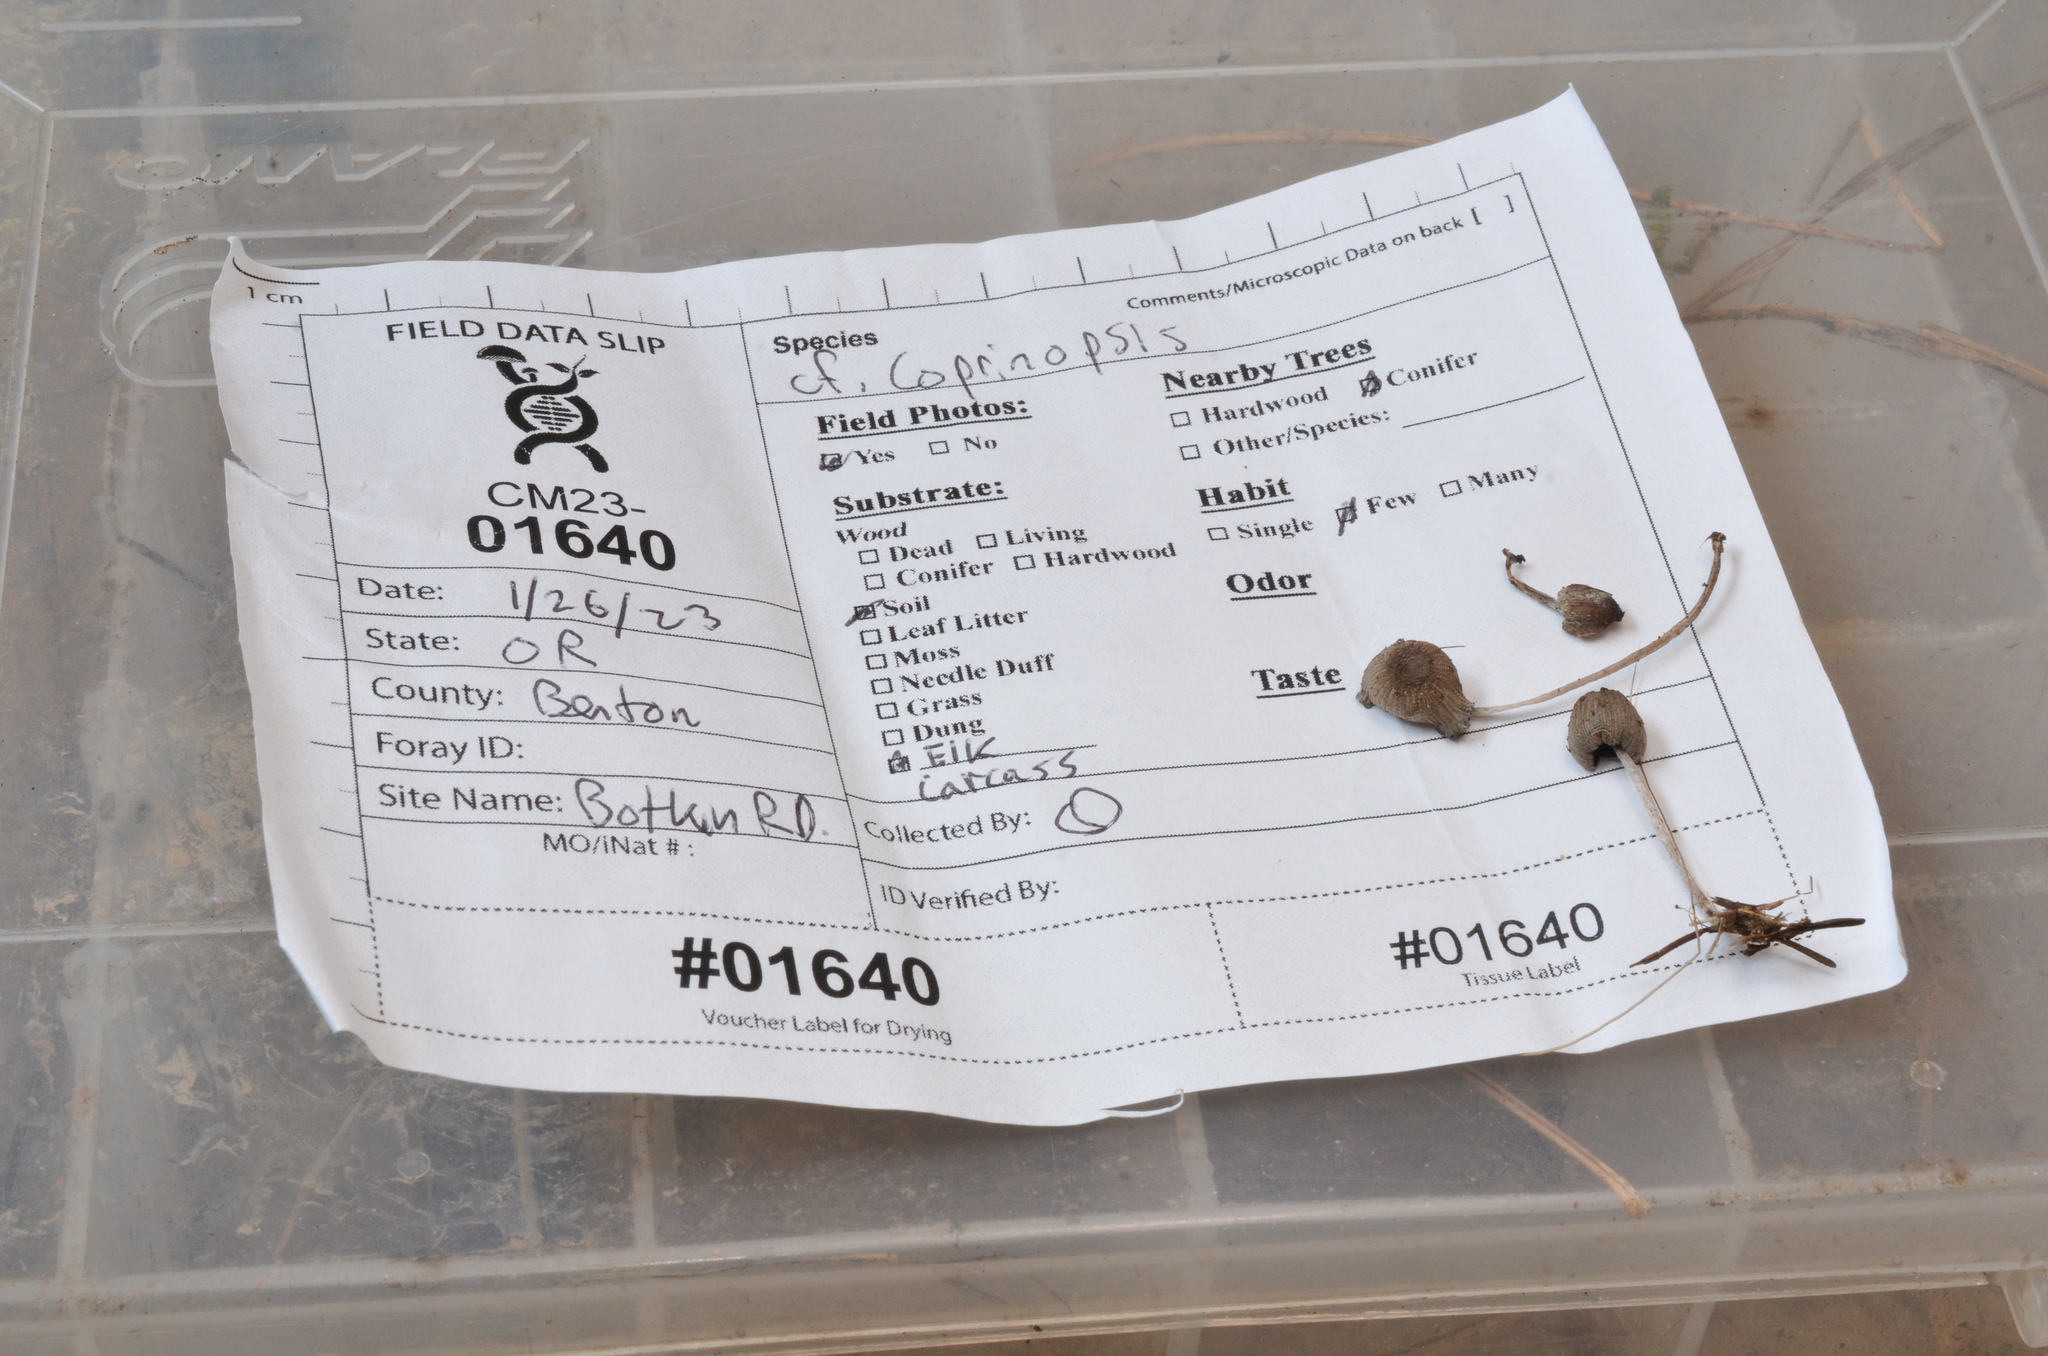 PLANO
1 cm
FIELD DATA SLIP
CM23-
01640
Date: 1/26/23
State: OR
County: Benton
Foray ID:
Site Name: Botkin RD.
MO/iNat # :
Comments/Microscopic Data on back [ ]
Species
cf. Coprinopsis
Field Photos:
Yes No
Nearby Trees
Hardwood Conifer
Other/Species:
Substrate:
Wood
Dead Living
Conifer Hardwood
Soil
Leaf Litter
Moss
Needle Duff
Grass
Dung
Elk
carcass
Habit
Single Few Many
Odor
Taste
Collected By:
ID Verified By:
#01640
Voucher Label for Drying
#01640
Tissue Label